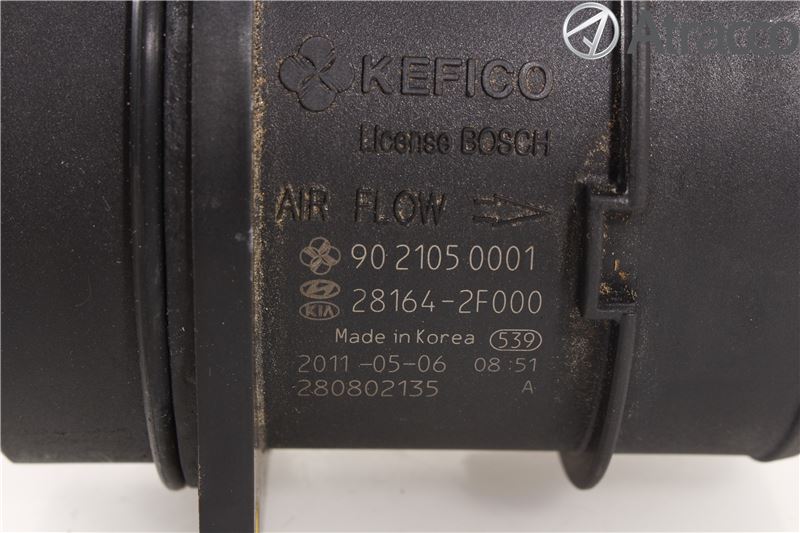 Atracco
KEFICO
License BOSCH
AIR FLOW
90 2105 0001
KIA
28164-2F000
Made in Korea 539
2011-05-06 08:51
280802135 A